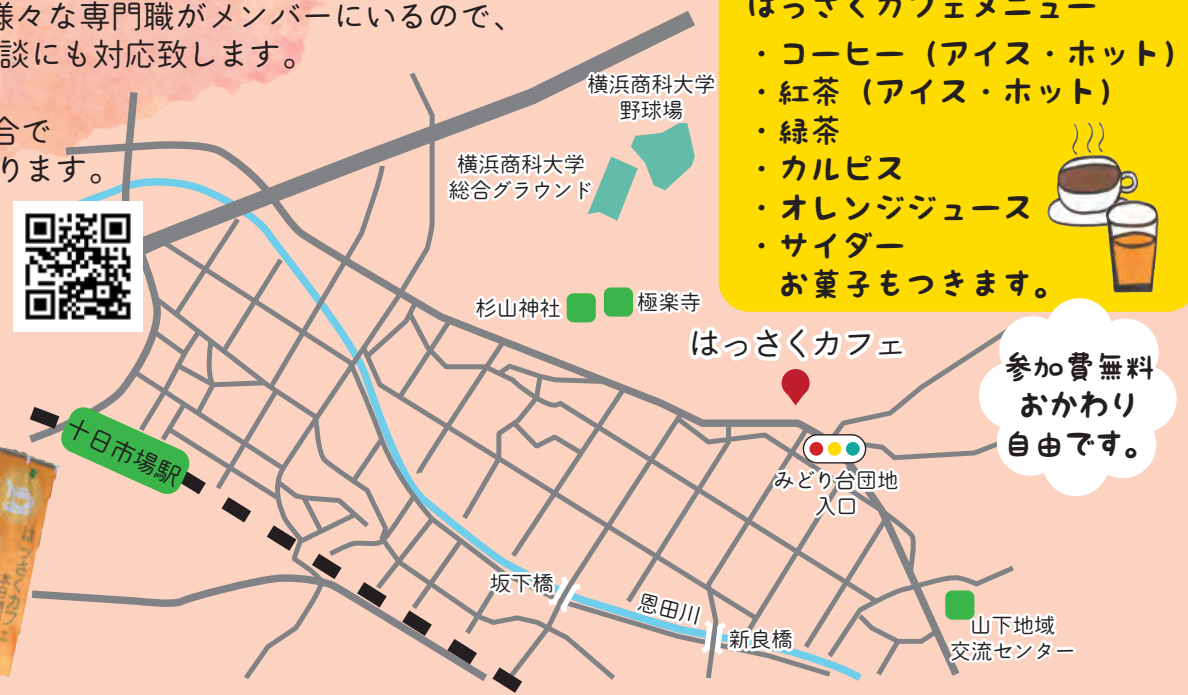 様々な専門職がメンバーにいるので、
談にも対応致します。
合で
ります。
はっさくカフェメニュー
・コーヒー（アイス・ホット）
・紅茶（アイス・ホット）
・緑茶
・カルピス
・オレンジジュース
・サイダー
お菓子もつきます。
参加費無料
おかわり
自由です。
横浜商科大学
野球場
横浜商科大学
総合グラウンド
杉山神社
極楽寺
はっさくカフェ
みどり台団地
入口
十日市場駅
坂下橋
恩田川
新良橋
山下地域
交流センター
はっさくカフェ